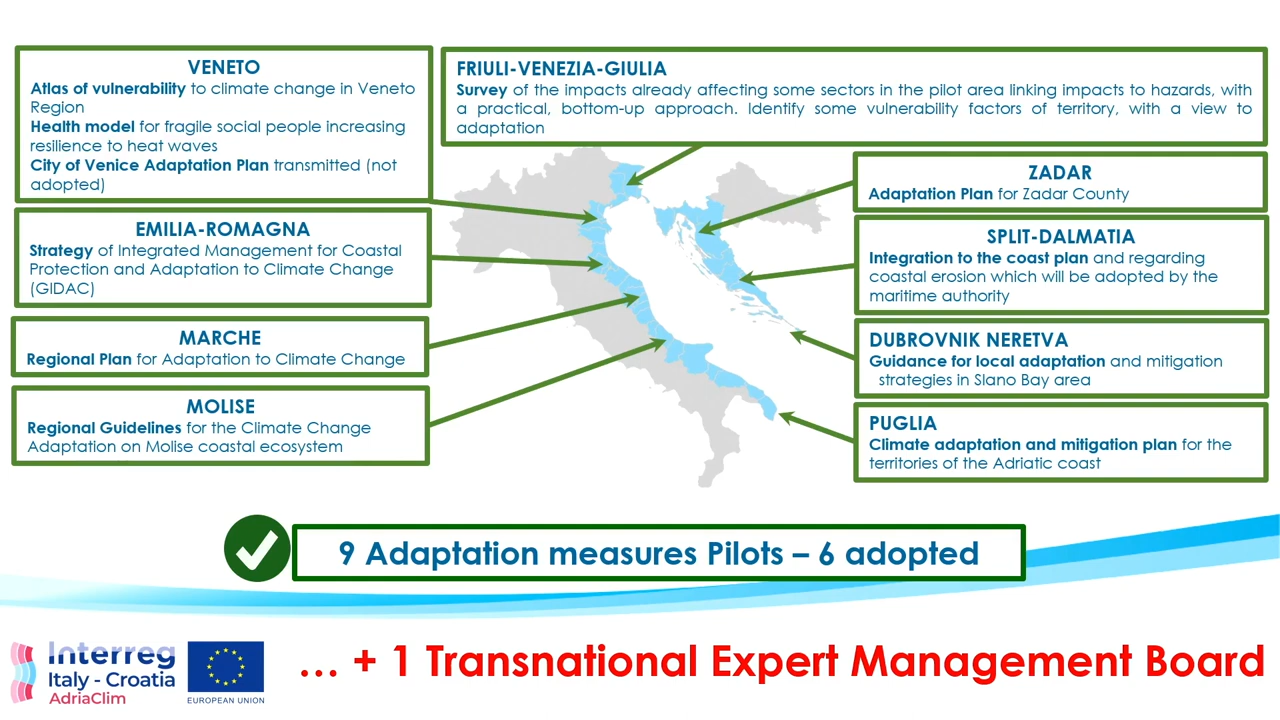 VENETO
Atlas of vulnerability to climate change in Veneto
Region
Health model for fragile social people increasing
resilience to heat waves
City of Venice Adaptation Plan transmitted (not
adopted)
FRIULI-VENEZIA-GIULIA
Survey of the impacts already affecting some sectors in the pilot area linking impacts to hazards, with
a practical, bottom-up approach. Identify some vulnerability factors of territory, with a view to
adaptation
EMILIA-ROMAGNA
Strategy of Integrated Management for Coastal
Protection and Adaptation to Climate Change
(GIDAC)
MARCHE
Regional Plan for Adaptation to Climate Change
MOLISE
Regional Guidelines for the Climate Change
Adaptation on Molise coastal ecosystem
ZADAR
Adaptation Plan for Zadar County
SPLIT-DALMATIA
Integration to the coast plan and regarding
coastal erosion which will be adopted by the
maritime authority
DUBROVNIK NERETVA
Guidance for local adaptation and mitigation
strategies in Slano Bay area
PUGLIA
Climate adaptation and mitigation plan for the
territories of the Adriatic coast
9 Adaptation measures Pilots – 6 adopted
... + 1 Transnational Expert Management Board
Interreg
Italy - Croatia
AdriaClim
EUROPEAN UNION